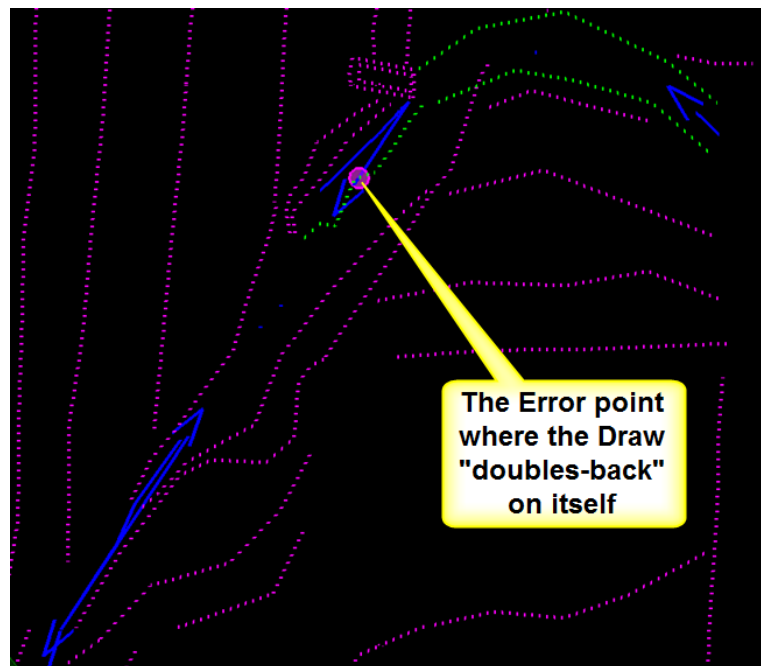 The Error point
where the Draw
"doubles-back"
on itself